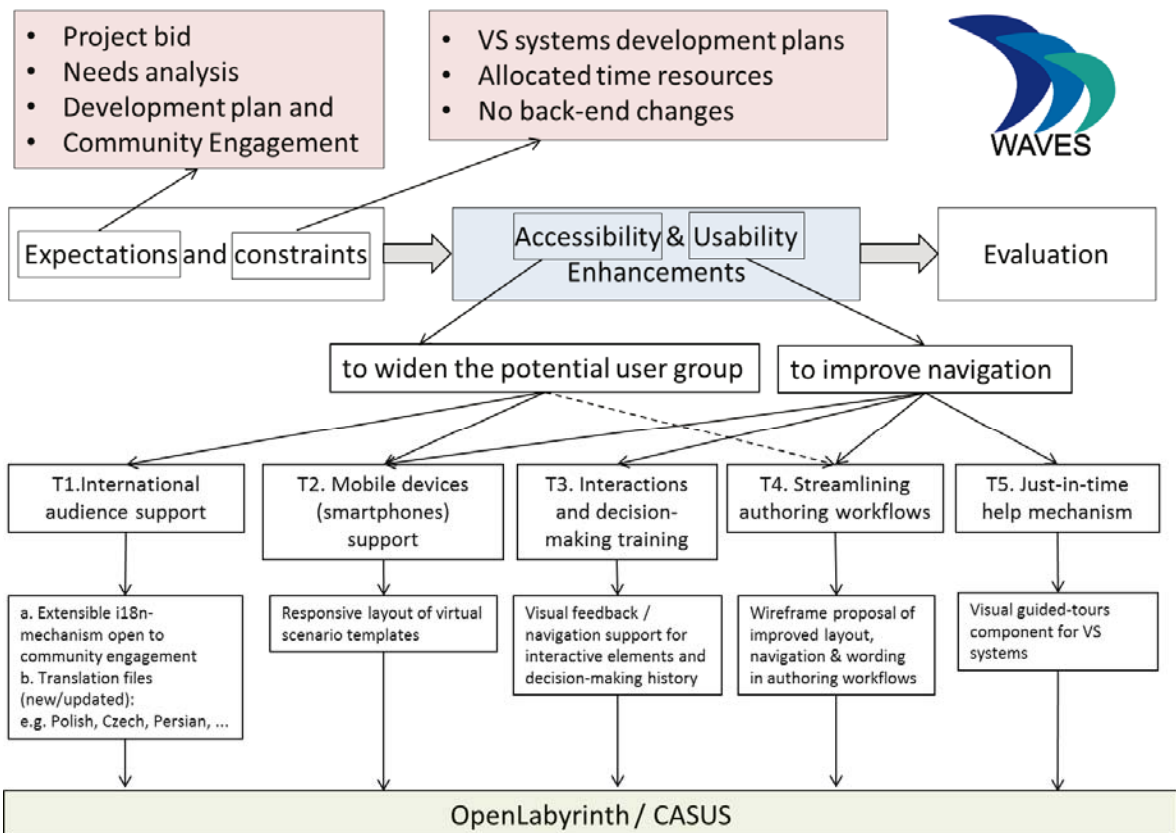 • Project bid
• Needs analysis
• Development plan and
• Community Engagement
• VS systems development plans
• Allocated time resources
• No back-end changes
WAVES
Expectations and constraints
Accessibility & Usability
Enhancements
Evaluation
to widen the potential user group
to improve navigation
T1.International
audience support
T2. Mobile devices
(smartphones)
support
T3. Interactions
and decision-
making training
T4. Streamlining
authoring workflows
T5. Just-in-time
help mechanism
a. Extensible i18n-
mechanism open to
community engagement
b. Translation files
(new/updated):
e.g. Polish, Czech, Persian, ...
Responsive layout of virtual
scenario templates
Visual feedback /
navigation support for
interactive elements and
decision-making history
Wireframe proposal of
improved layout,
navigation & wording
in authoring workflows
Visual guided-tours
component for VS
systems
OpenLabyrinth / CASUS